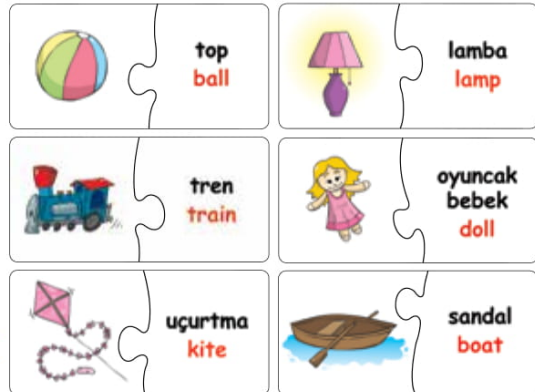 top
ball
lamba
lamp
tren
train
oyuncak
bebek
doll
uçurtma
kite
sandal
boat